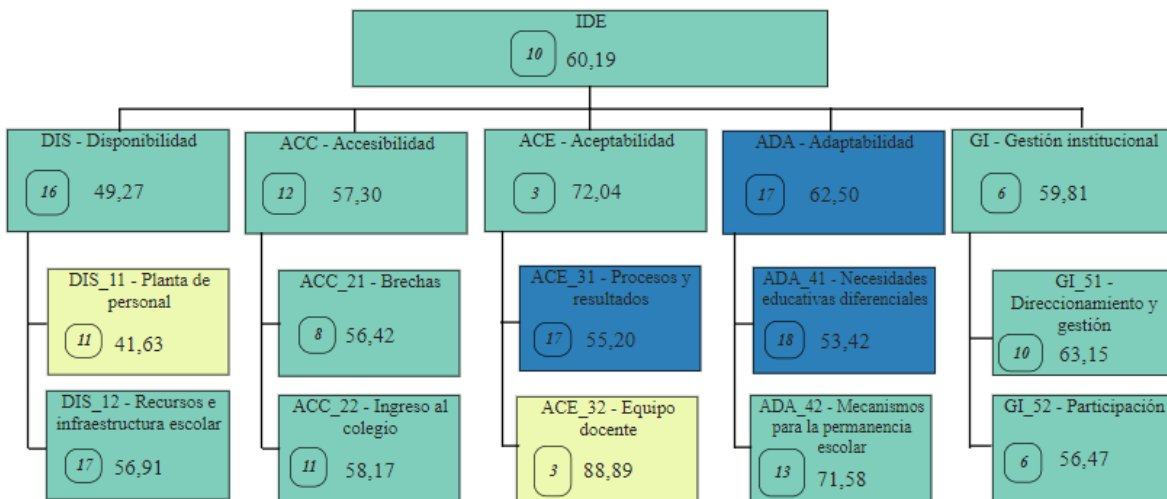 IDE
10 60,19
DIS - Disponibilidad
16 49,27
ACC - Accesibilidad
12 57,30
ACE - Aceptabilidad
3 72,04
ADA - Adaptabilidad
17 62,50
GI - Gestión institucional
6 59,81
DIS_11 - Planta de
personal
11 41,63
ACC_21 - Brechas
8 56,42
ACE_31 - Procesos y
resultados
17 55,20
ADA_41 - Necesidades
educativas diferenciales
18 53,42
GI_51 -
Direccionamiento y
gestión
10 63,15
DIS_12 - Recursos e
infraestructura escolar
17 56,91
ACC_22 - Ingreso al
colegio
11 58,17
ACE_32 - Equipo
docente
3 88,89
ADA_42 - Mecanismos
para la permanencia
escolar
13 71,58
GI_52 - Participación
6 56,47